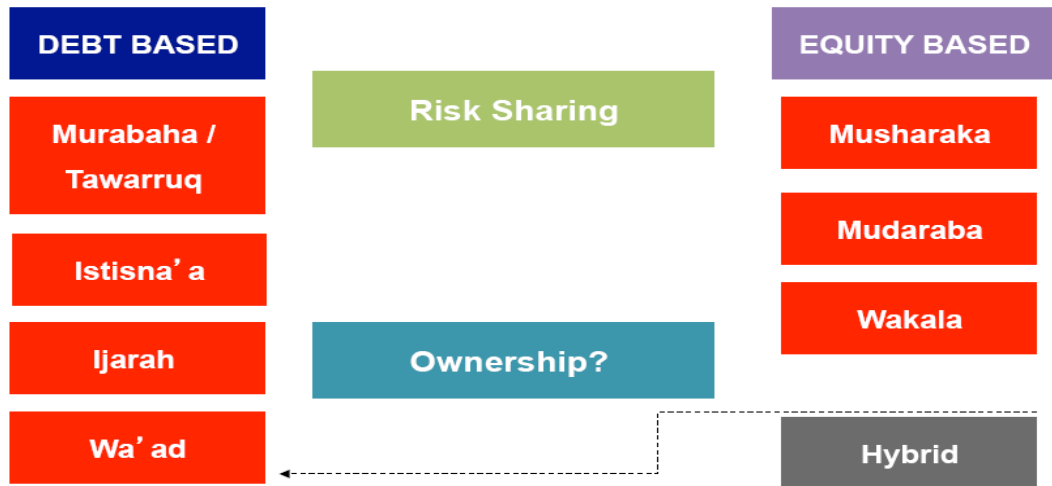 DEBT BASED
Murabaha /
Tawarruq
Istisna’ a
Ijarah
Wa’ ad
Risk Sharing
Ownership?
EQUITY BASED
Musharaka
Mudaraba
Wakala
Hybrid